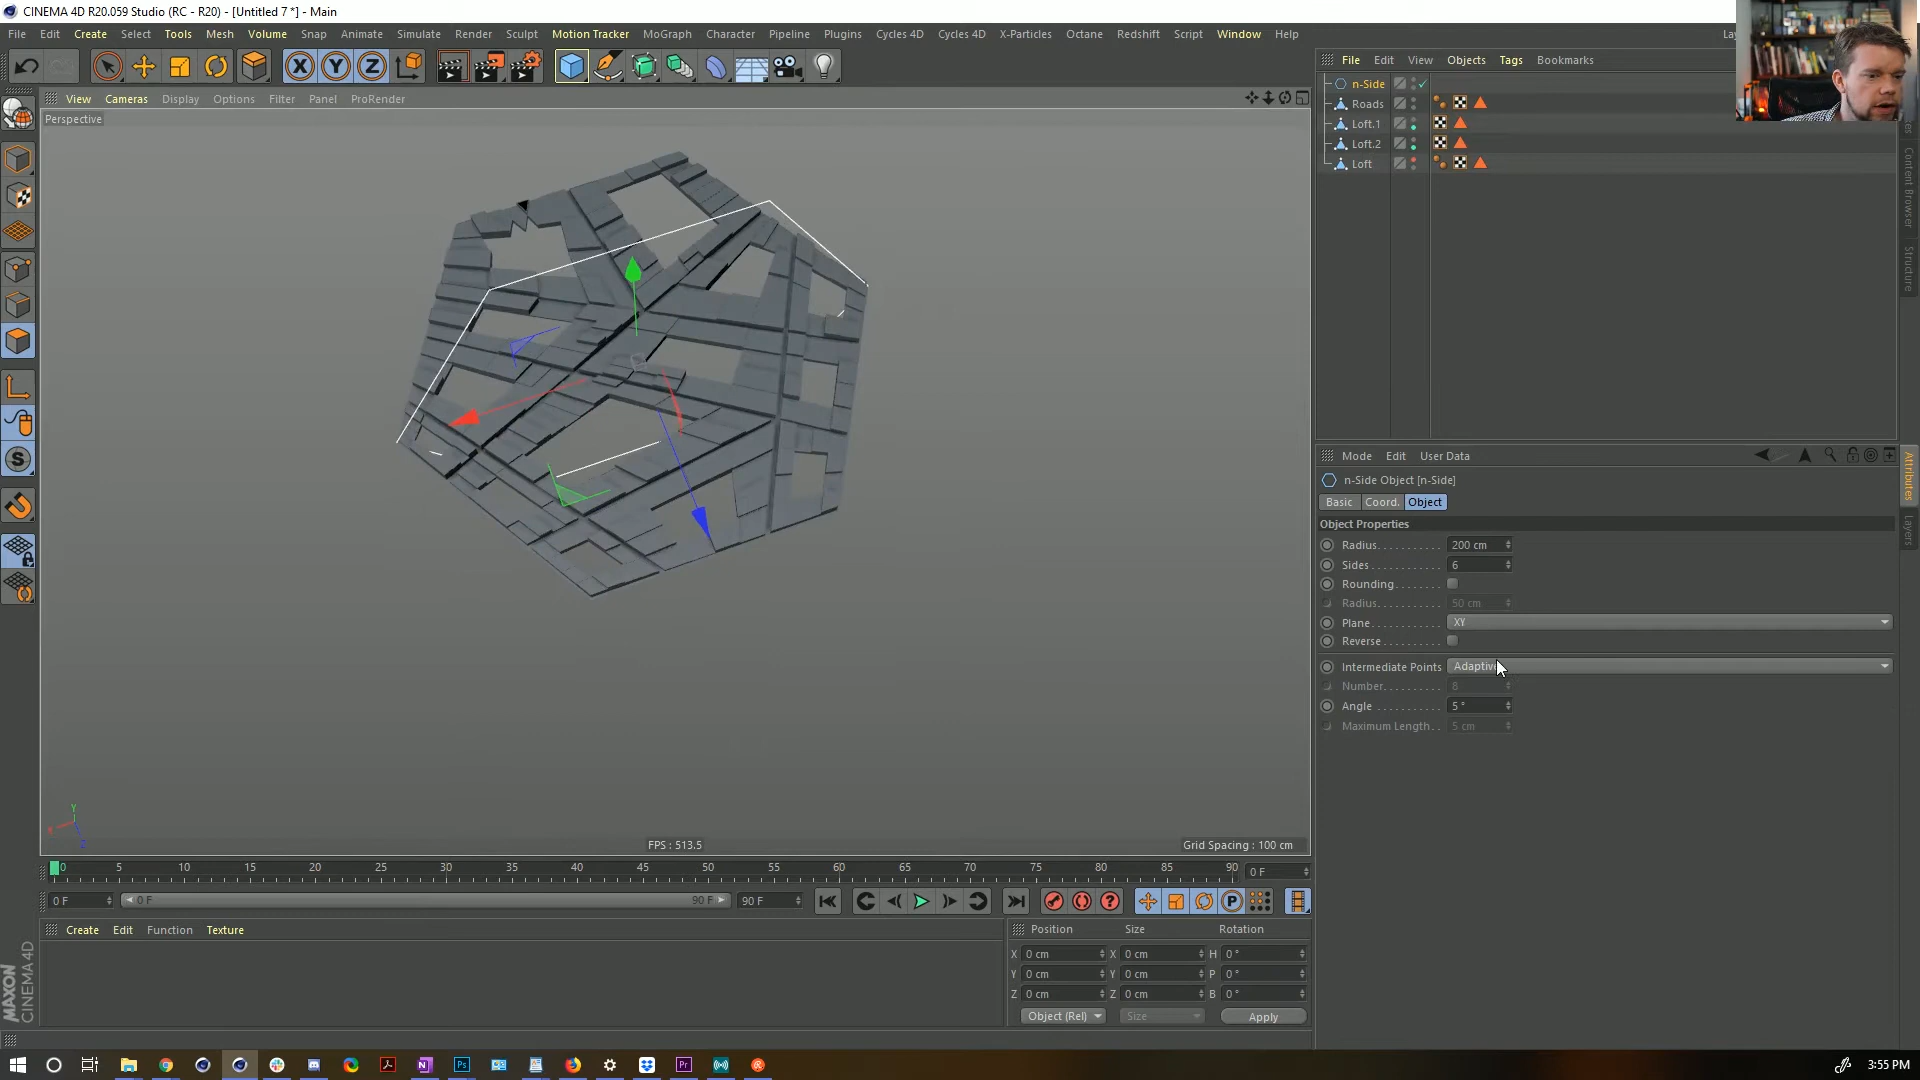 CINEMA 4D R20.059 Studio (RC - R20) - [Untitled 7 *] - Main
File Edit Create Select Tools Mesh Volume Snap Animate Simulate Render Sculpt Motion Tracker MoGraph Character Pipeline Plugins Cycles 4D Cycles 4D X-Particles Octane Redshift Script Window Help
X Y Z
File Edit View Objects Tags Bookmarks
n-Side
Roads
Loft.1
Loft.2
Loft
View Cameras Display Options Filter Panel ProRender
Perspective
Y
X
Z
FPS : 513.5
Grid Spacing : 100 cm
Content Browser
Structure
Mode Edit User Data
n-Side Object [n-Side]
Basic Coord. Object
Object Properties
Radius. . . . . . . . . . . 200 cm
Sides . . . . . . . . . . . 6
Rounding. . . . . . . .
Radius. . . . . . . . . . . 50 cm
Plane . . . . . . . . . . . XY
Reverse . . . . . . . . .
Intermediate Points Adaptive
Number. . . . . . . . . . 8
Angle . . . . . . . . . . . 5 °
Maximum Length. . 5 cm
Attributes
Layers
0 5 10 15 20 25 30 35 40 45 50 55 60 65 70 75 80 85 90 0 F
0 F 0 F 90 F 90 F
P
Create Edit Function Texture
Position Size Rotation
X 0 cm X 0 cm H 0 °
Y 0 cm Y 0 cm P 0 °
Z 0 cm Z 0 cm B 0 °
Object (Rel) Size Apply
MAXON CINEMA 4D
3:55 PM